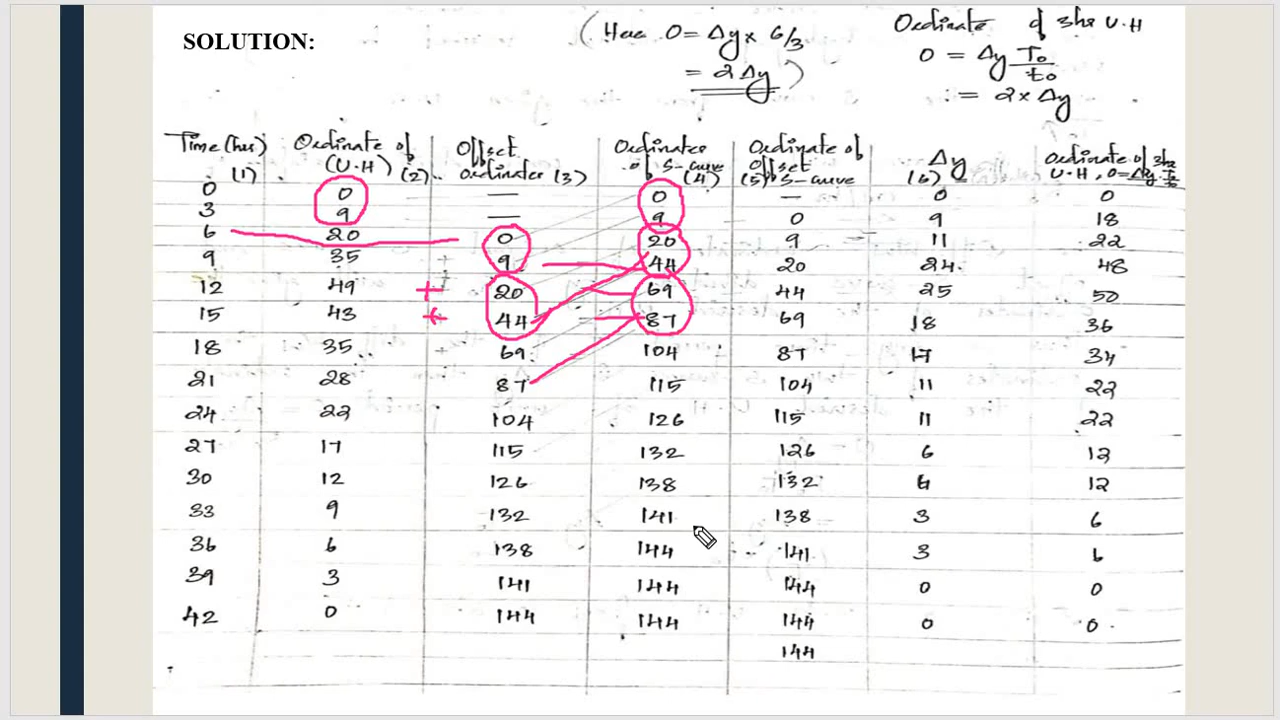 SOLUTION:
(Here O = Δy × 6/3
= 2Δy)
Ordinate of 3hr U.H
O = Δy To/to
= 2 × Δy
Time (hrs) (1) | Ordinate of (U.H) (2) | Offset ordinates (3) | Ordinates of S-curve (4) | Ordinate of Offset (5) S-curve | Δy (6) | Ordinate of 3hr U.H, O=Δy To/to
0 | 0 | — | 0 | — | 0 | 0
3 | 9 | — | 9 | 0 | 9 | 18
6 | 20 | 0 | 20 | 9 | 11 | 22
9 | 35 | 9 | 44 | 20 | 24 | 48
12 | 49 | + 20 | 69 | 44 | 25 | 50
15 | 43 | + 44 | 87 | 69 | 18 | 36
18 | 35 | 69 | 104 | 87 | 17 | 34
21 | 28 | 87 | 115 | 104 | 11 | 22
24 | 22 | 104 | 126 | 115 | 11 | 22
27 | 17 | 115 | 132 | 126 | 6 | 12
30 | 12 | 126 | 138 | 132 | 6 | 12
33 | 9 | 132 | 141 | 138 | 3 | 6
36 | 6 | 138 | 144 | 141 | 3 | 6
39 | 3 | 141 | 144 | 144 | 0 | 0
42 | 0 | 144 | 144 | 144 | 0 | 0
144